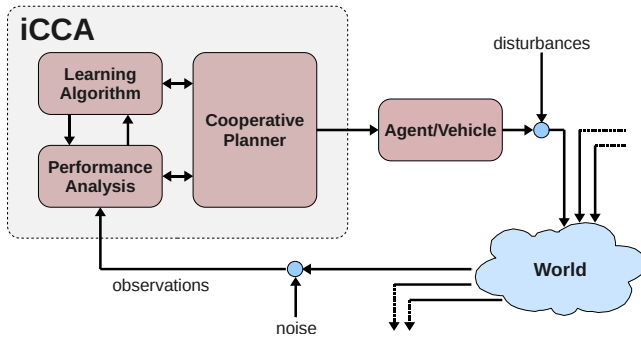 iCCA
disturbances
Learning
Algorithm
Cooperative
Planner
Agent/Vehicle
Performance
Analysis
World
observations
noise